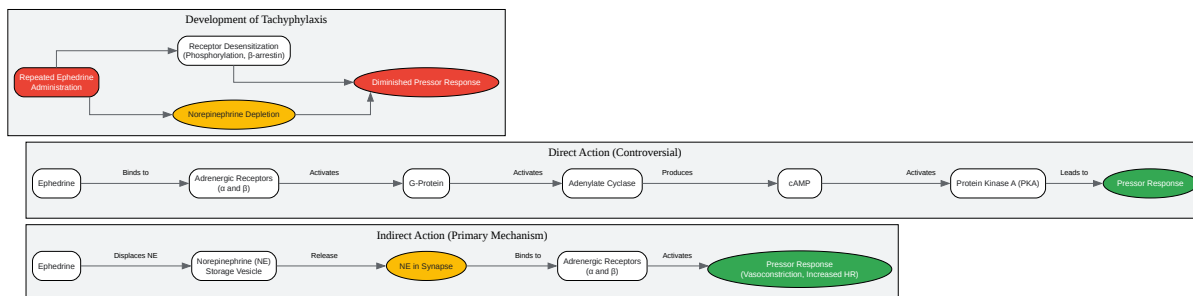 Development of Tachyphylaxis
Receptor Desensitization
(Phosphorylation, β-arrestin)
Repeated Ephedrine
Administration
Diminished Pressor Response
Norepinephrine Depletion
Direct Action (Controversial)
Ephedrine
Binds to
Adrenergic Receptors
(α and β)
Activates
G-Protein
Activates
Adenylate Cyclase
Produces
cAMP
Activates
Protein Kinase A (PKA)
Leads to
Pressor Response
Indirect Action (Primary Mechanism)
Ephedrine
Displaces NE
Norepinephrine (NE)
Storage Vesicle
Release
NE in Synapse
Binds to
Adrenergic Receptors
(α and β)
Activates
Pressor Response
(Vasoconstriction, Increased HR)